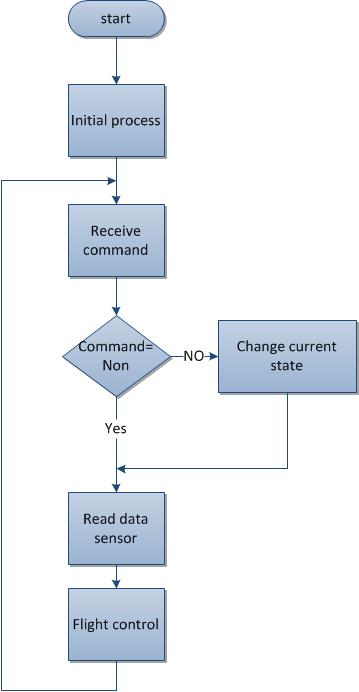 start
Initial process
Receive
command
Command=
Non
NO
Change current
state
Yes
Read data
sensor
Flight control